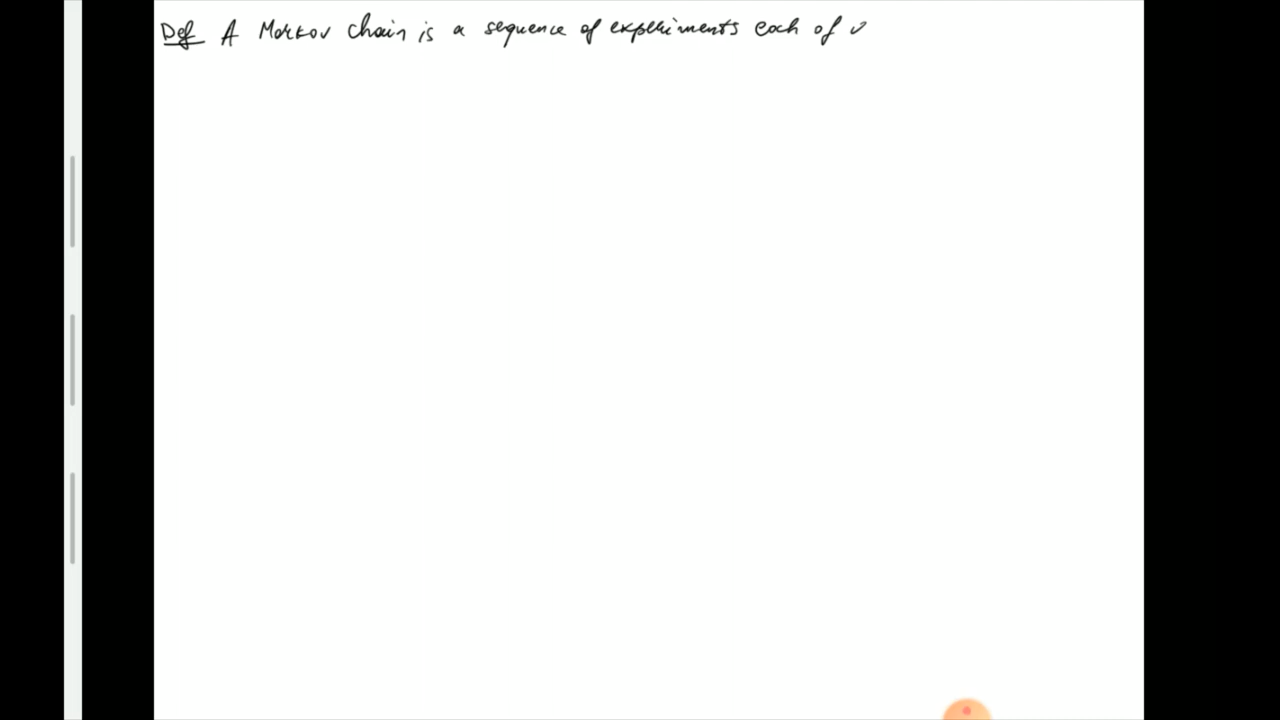 Def A Markov chain is a sequence of experiments each of